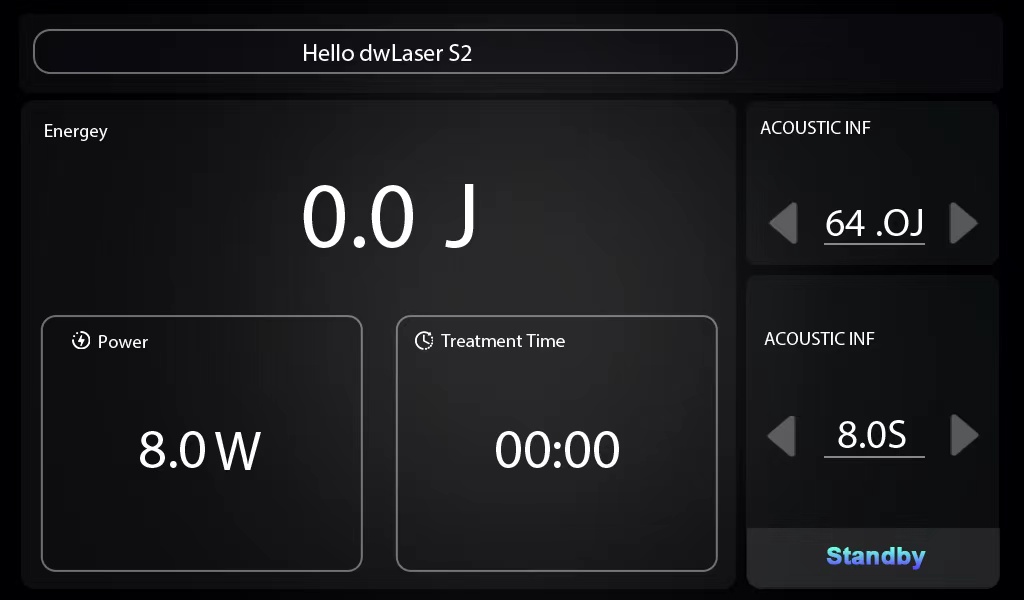 Hello dwLaser S2
Energey
0.0 J
Power
8.0 W
Treatment Time
00:00
ACOUSTIC INF
64 .OJ
ACOUSTIC INF
8.0S
Standby